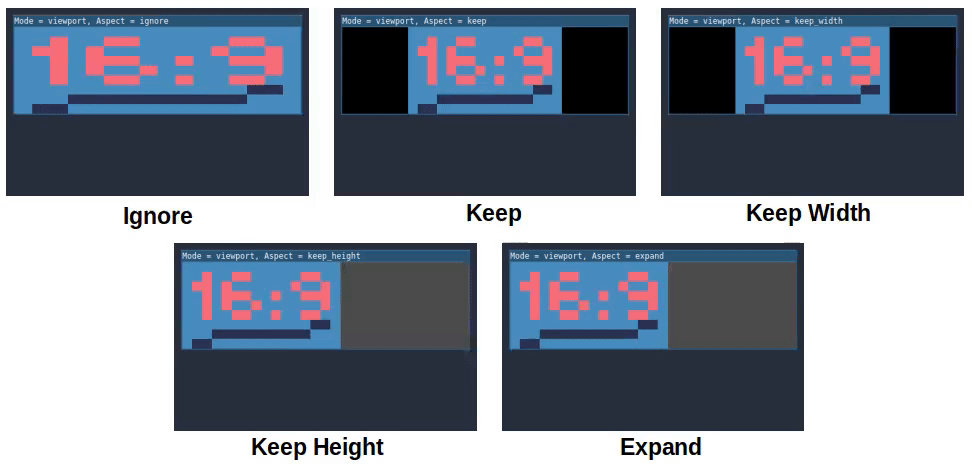 Mode = viewport, Aspect = ignore
16:9
Ignore
Mode = viewport, Aspect = keep
16:9
Keep
Mode = viewport, Aspect = keep_width
16:9
Keep Width
Mode = viewport, Aspect = keep_height
16:9
Keep Height
Mode = viewport, Aspect = expand
16:9
Expand